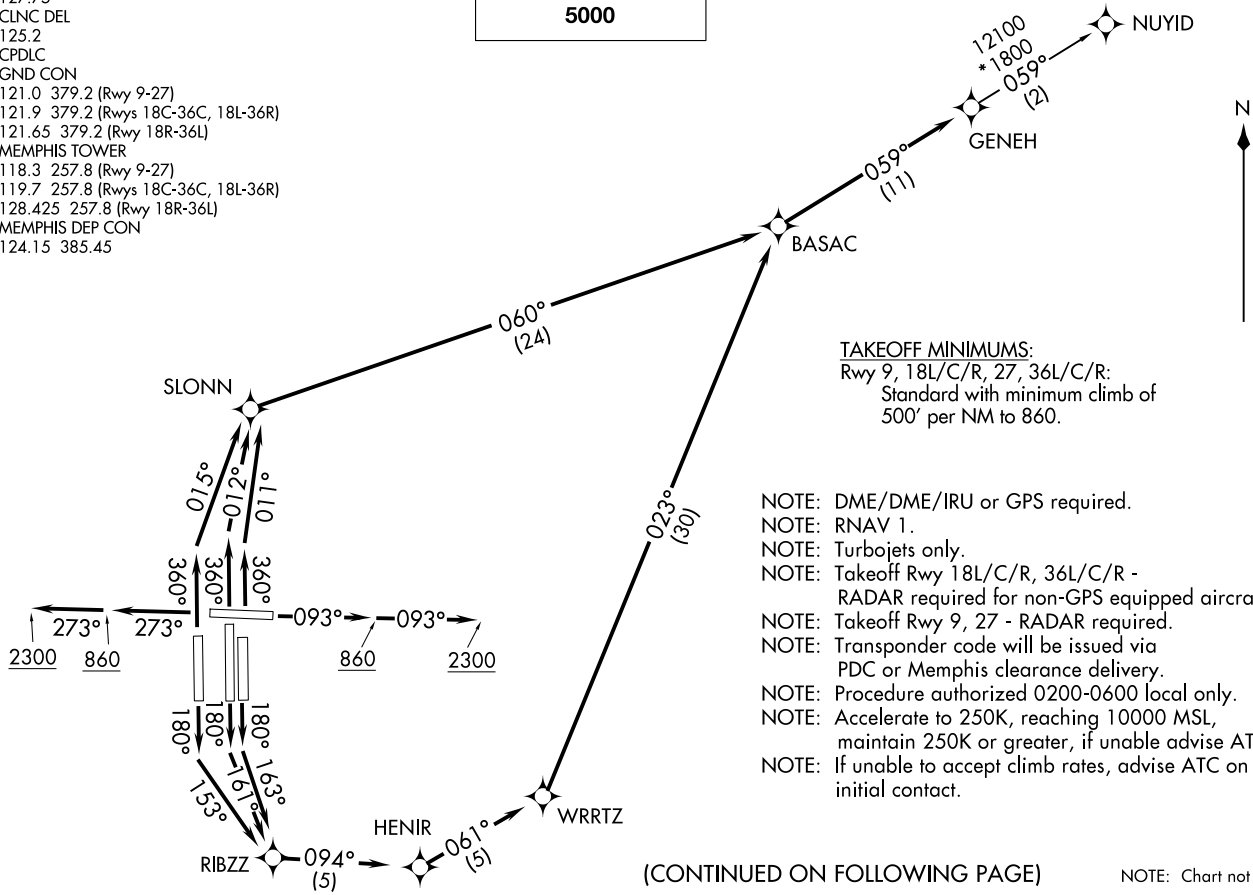 127.75
CLNC DEL
125.2
CPDLC
GND CON
121.0 379.2 (Rwy 9-27)
121.9 379.2 (Rwys 18C-36C, 18L-36R)
121.65 379.2 (Rwy 18R-36L)
MEMPHIS TOWER
118.3 257.8 (Rwy 9-27)
119.7 257.8 (Rwys 18C-36C, 18L-36R)
128.425 257.8 (Rwy 18R-36L)
MEMPHIS DEP CON
124.15 385.45
5000
NUYID
12100
*1800
059°
(2)
GENEH
N
059°
(11)
BASAC
060°
(24)
SLONN
TAKEOFF MINIMUMS:
Rwy 9, 18L/C/R, 27, 36L/C/R:
Standard with minimum climb of
500' per NM to 860.
015°
012°
011°
023°
(30)
360°
360°
360°
273°
273°
093°
093°
2300
860
860
2300
180°
180°
180°
153°
161°
163°
NOTE: DME/DME/IRU or GPS required.
NOTE: RNAV 1.
NOTE: Turbojets only.
NOTE: Takeoff Rwy 18L/C/R, 36L/C/R -
RADAR required for non-GPS equipped aircra
NOTE: Takeoff Rwy 9, 27 - RADAR required.
NOTE: Transponder code will be issued via
PDC or Memphis clearance delivery.
NOTE: Procedure authorized 0200-0600 local only.
NOTE: Accelerate to 250K, reaching 10000 MSL,
maintain 250K or greater, if unable advise AT
NOTE: If unable to accept climb rates, advise ATC on
initial contact.
WRRTZ
HENIR
061°
(5)
RIBZZ
094°
(5)
(CONTINUED ON FOLLOWING PAGE)
NOTE: Chart not